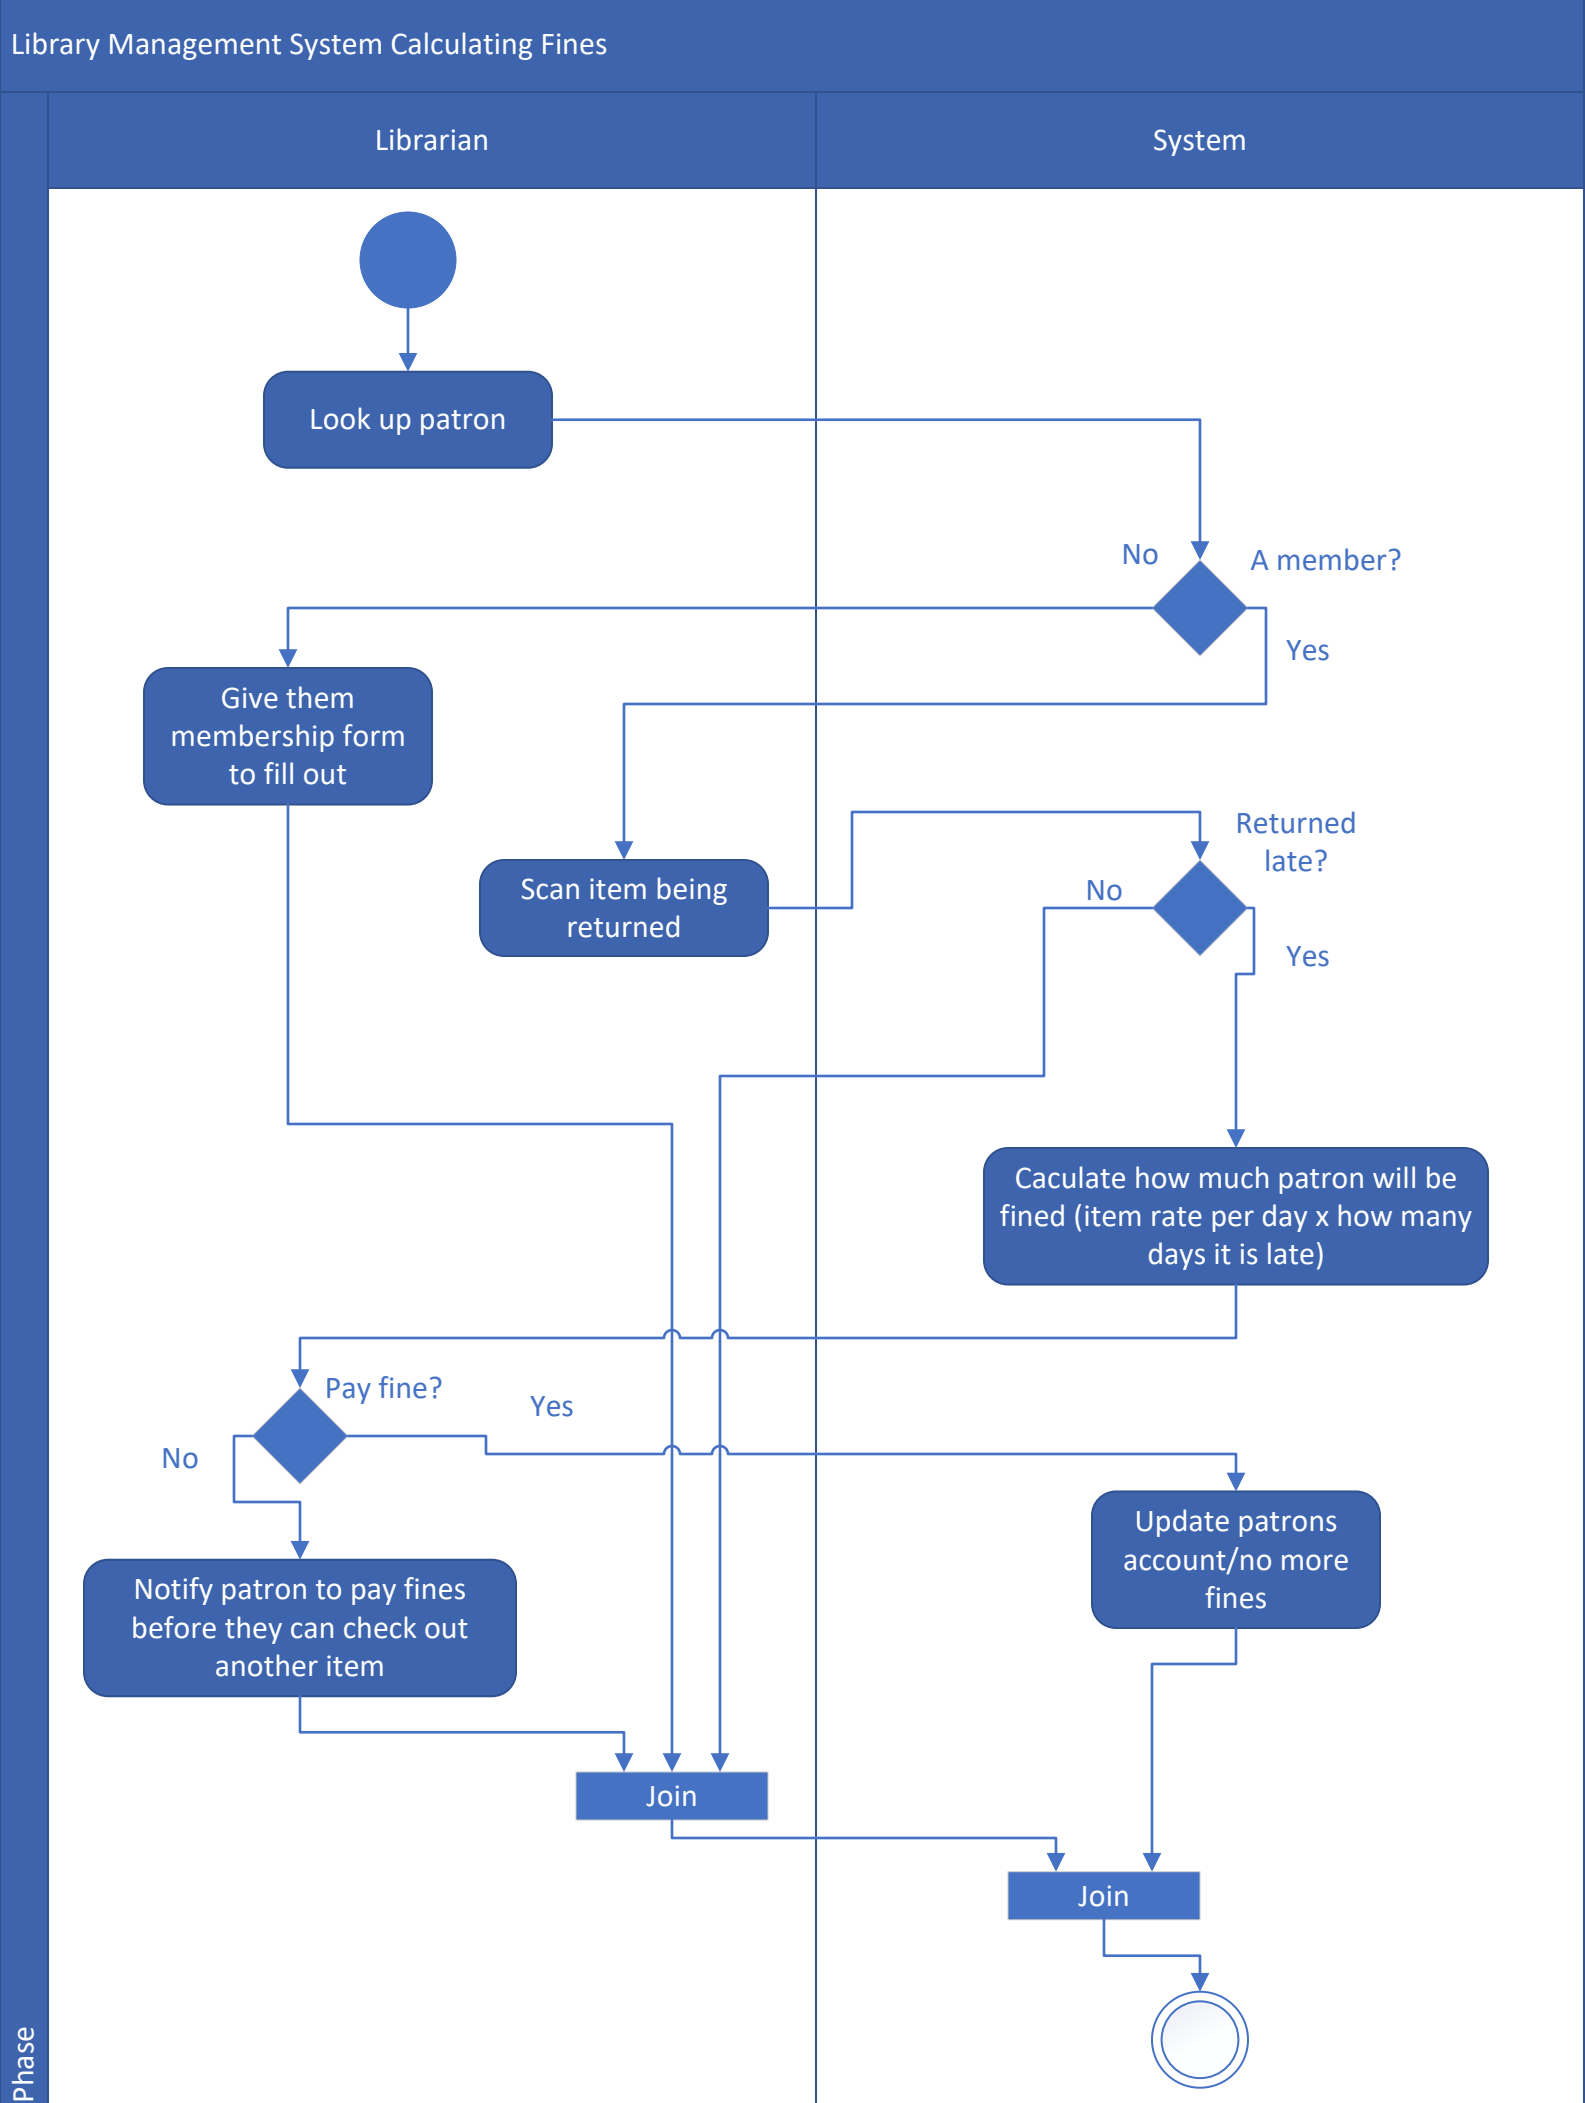 Library Management System Calculating Fines
Librarian
System
Look up patron
No
A member?
Yes
Give them
membership form
to fill out
Returned
late?
Scan item being
returned
No
Yes
Caculate how much patron will be
fined (item rate per day x how many
days it is late)
Pay fine?
Yes
No
Update patrons
account/no more
fines
Notify patron to pay fines
before they can check out
another item
Join
Join
Phase